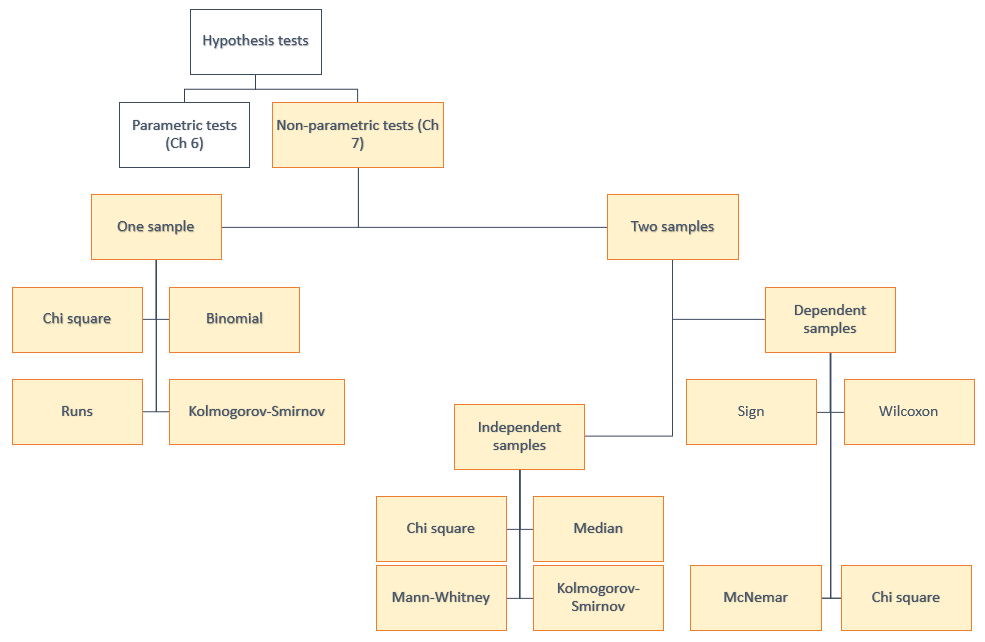 Hypothesis tests
Parametric tests
(Ch 6)
Non-parametric tests (Ch
7)
One sample
Two samples
Chi square
Binomial
Runs
Kolmogorov-Smirnov
Dependent
samples
Sign
Wilcoxon
Independent
samples
Chi square
Median
Mann-Whitney
Kolmogorov-
Smirnov
McNemar
Chi square